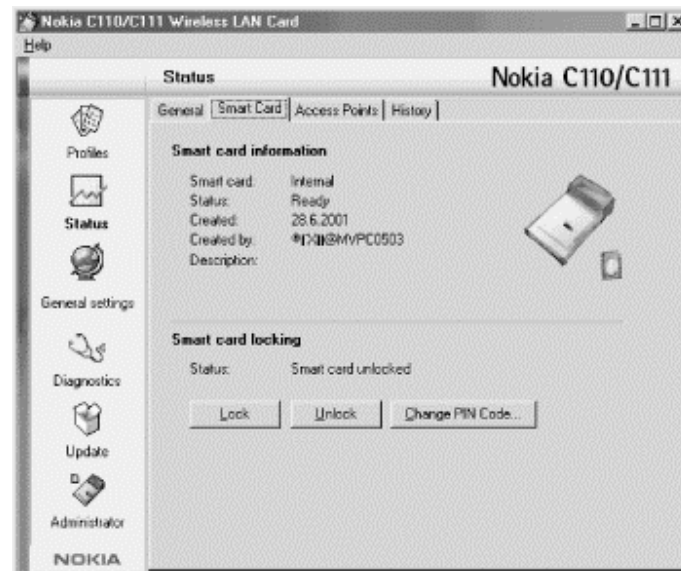 Nokia C110/C111 Wireless LAN Card
Help
Status
Nokia C110/C111
General Smart Card Access Points History
Profiles
Status
General settings
Diagnostics
Update
Administrator
NOKIA
Smart card information
Smart card: Internal
Status: Ready
Created: 28.6.2001
Created by: @MVPC0503
Description:
Smart card locking
Status: Smart card unlocked
Lock Unlock Change PIN Code...